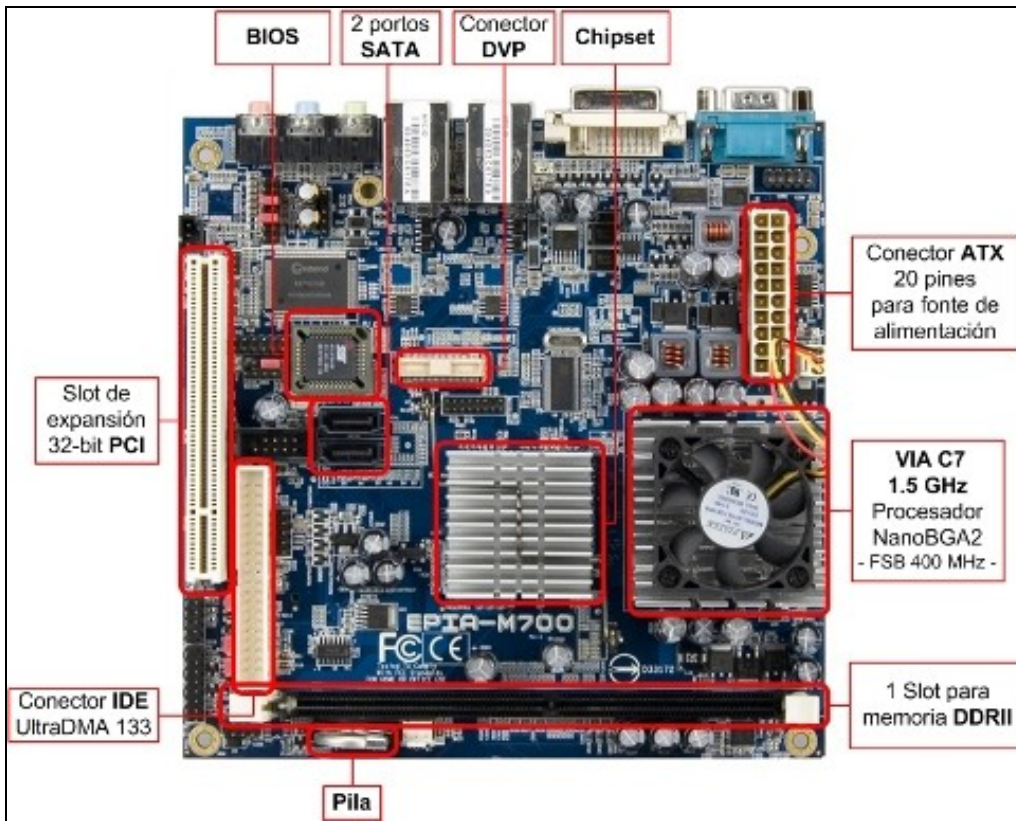 BIOS
2 portos
SATA
Conector
DVP
Chipset
Conector ATX
20 pines
para fonte de
alimentación
Slot de
expansión
32-bit PCI
VIA C7
1.5 GHz
Procesador
NanoBGA2
- FSB 400 MHz -
EPIA-M700
FC CE
Conector IDE
UltraDMA 133
1 Slot para
memoria DDRII
Pila